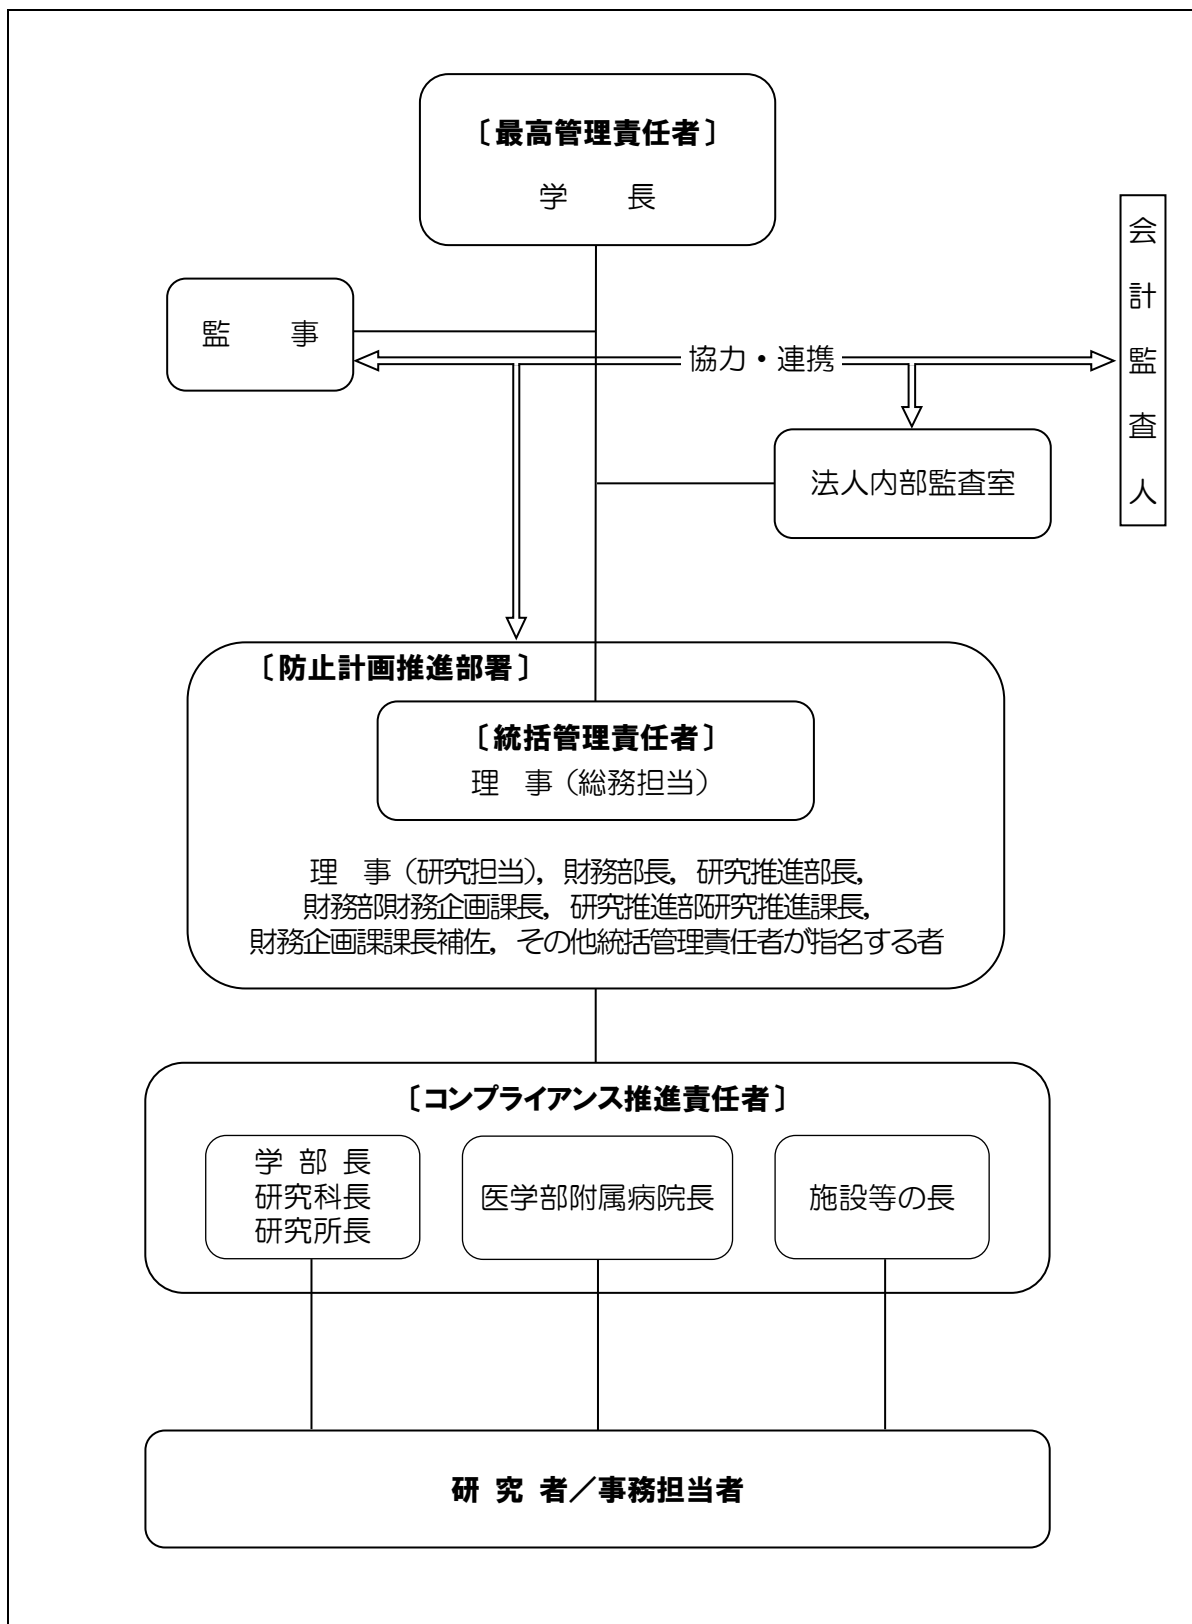 〔最高管理責任者〕
学　　長
監　　事
協力・連携
会計監査人
法人内部監査室
〔防止計画推進部署〕
〔統括管理責任者〕
理　事（総務担当）
理　事（研究担当），財務部長，研究推進部長，
財務部財務企画課長，研究推進部研究推進課長，
財務企画課課長補佐，その他統括管理責任者が指名する者
〔コンプライアンス推進責任者〕
学 部 長
研究科長
研究所長
医学部附属病院長
施設等の長
研 究 者／事務担当者